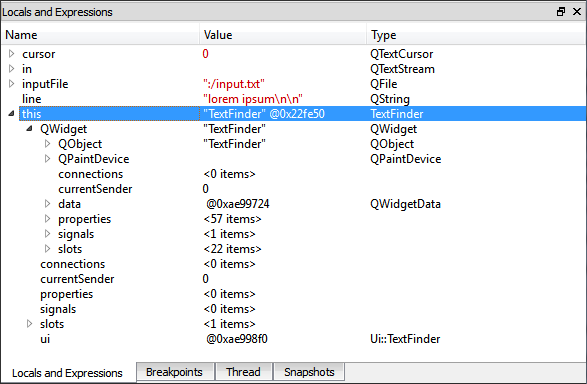 Locals and Expressions
Name Value Type
cursor 0 QTextCursor
in QTextStream
inputFile ":/input.txt" QFile
line "lorem ipsum\n\n" QString
this "TextFinder" @0x22fe50 TextFinder
QWidget "TextFinder" QWidget
QObject "TextFinder" QObject
QPaintDevice QPaintDevice
connections <0 items>
currentSender 0
data @0xae99724 QWidgetData
properties <57 items>
signals <1 items>
slots <22 items>
connections <0 items>
currentSender 0
properties <0 items>
signals <0 items>
slots <1 items>
ui @0xae998f0 Ui::TextFinder
Locals and Expressions Breakpoints Thread Snapshots